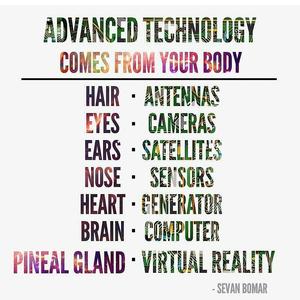 ADVANCED TECHNOLOGY
COMES FROM YOUR BODY
HAIR · ANTENNAS
EYES · CAMERAS
EARS · SATELLITES
NOSE · SENSORS
HEART · GENERATOR
BRAIN · COMPUTER
PINEAL GLAND · VIRTUAL REALITY
- SEVAN BOMAR